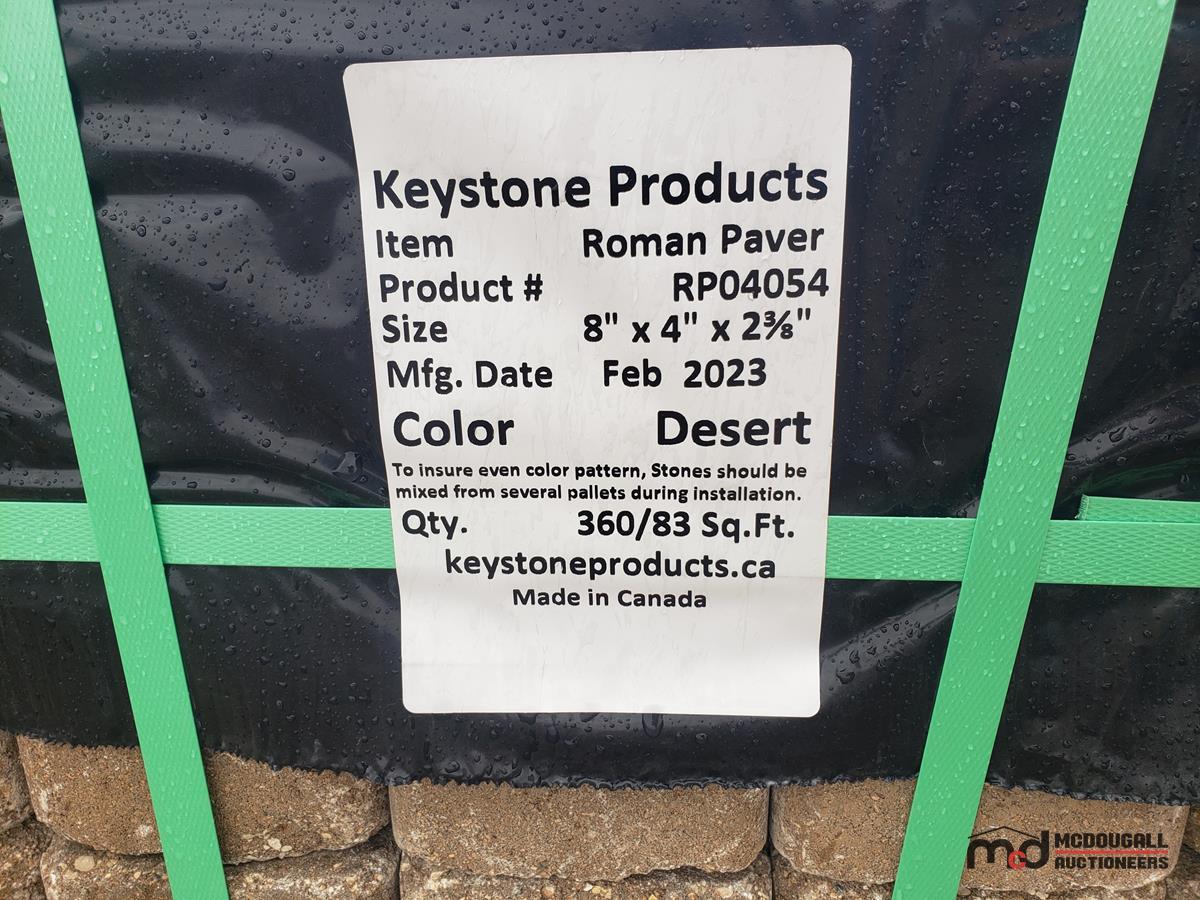 Keystone Products
Item Roman Paver
Product # RP04054
Size 8" x 4" x 2⅜"
Mfg. Date Feb 2023
Color Desert
To insure even color pattern, Stones should be
mixed from several pallets during installation.
Qty. 360/83 Sq.Ft.
keystoneproducts.ca
Made in Canada
mcd MCDOUGALL
AUCTIONEERS